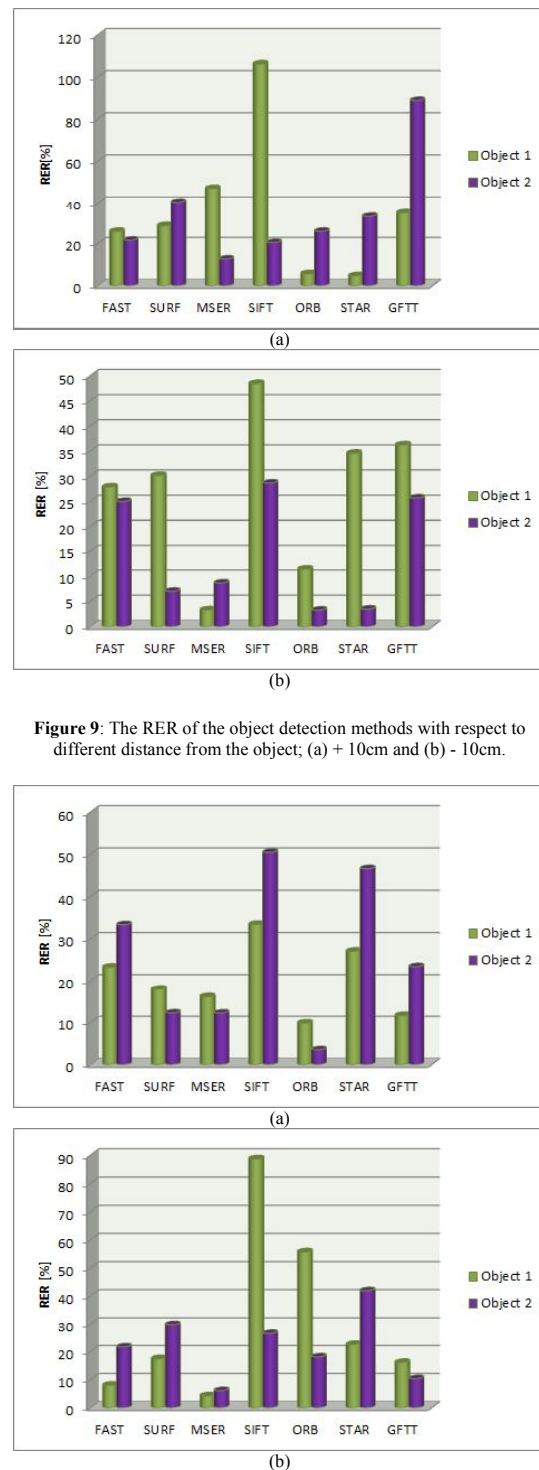 120
100
80
60
40
20
0
RER[%]
FAST SURF MSER SIFT ORB STAR GFTT
Object 1
Object 2
(a)
50
45
40
35
30
25
20
15
10
5
0
RER [%]
FAST SURF MSER SIFT ORB STAR GFTT
Object 1
Object 2
(b)
Figure 9: The RER of the object detection methods with respect to
different distance from the object; (a) + 10cm and (b) - 10cm.
60
50
40
30
20
10
0
RER [%]
FAST SURF MSER SIFT ORB STAR GFTT
Object 1
Object 2
(a)
90
80
70
60
50
40
30
20
10
0
RER [%]
FAST SURF MSER SIFT ORB STAR GFTT
Object 1
Object 2
(b)